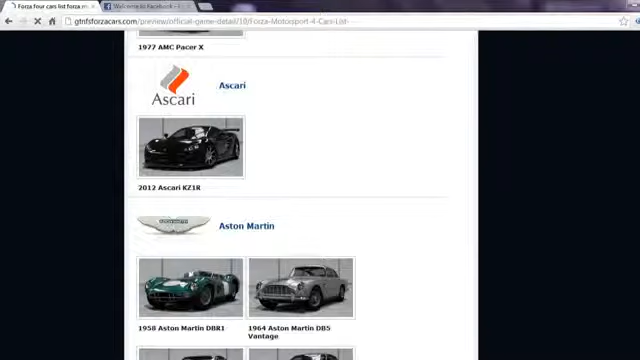 Forza four cars list forza m
Welcome to Facebook -
gtnfsforzacars.com/preview/official-game-detail/10/Forza-Motorsport-4-Cars-List-
1977 AMC Pacer X
Ascari
Ascari
2012 Ascari KZ1R
Aston Martin
1958 Aston Martin DBR1
1964 Aston Martin DB5
Vantage